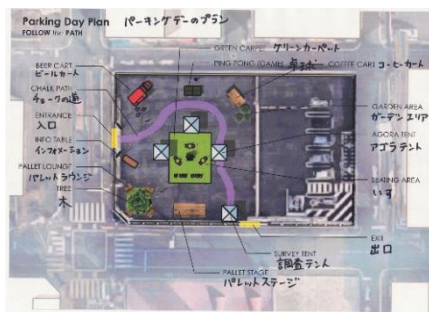 Parking Day Plan パーキングデーのプラン
FOLLOW the PATH
GREEN CARPET グリーンカーペット
PING PONG (GAME) 卓球
COFFEE CART コーヒーカート
BEER CART
ビールカート
CHALK PATH
チョークの道
ENTRANCE
入口
INFO TABLE
インフォメーション
PALLET LOUNGE
パレットラウンジ
TREE
木
GARDEN AREA
ガーデンエリア
AGORA TENT
アゴラテント
SEATING AREA
いす
EXIT
出口
SURVEY TENT
調査テント
PALLET STAGE
パレットステージ